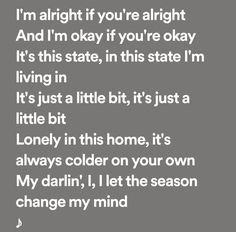 I'm alright if you're alright
And I'm okay if you're okay
It's this state, in this state I'm
living in
It's just a little bit, it's just a
little bit
Lonely in this home, it's
always colder on your own
My darlin', I, I let the season
change my mind
♪